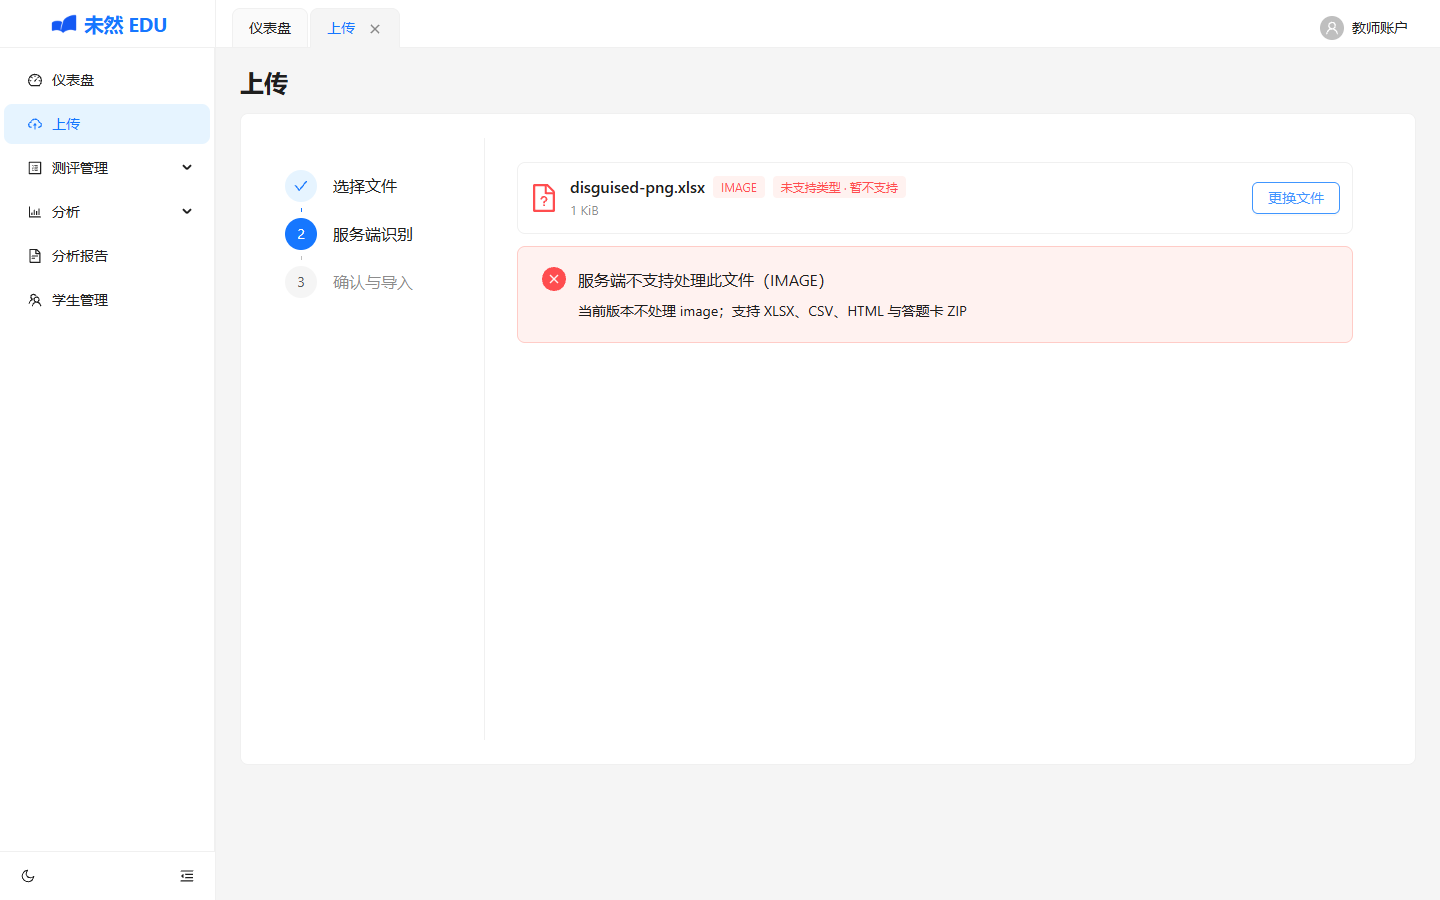 未然 EDU
仪表盘
上传
教师账户
仪表盘
上传
测评管理
分析
分析报告
学生管理
上传
选择文件
2 服务端识别
3 确认与导入
disguised-png.xlsx IMAGE 未支持类型 · 暂不支持
1 KiB
更换文件
服务端不支持处理此文件（IMAGE）
当前版本不处理 image；支持 XLSX、CSV、HTML 与答题卡 ZIP